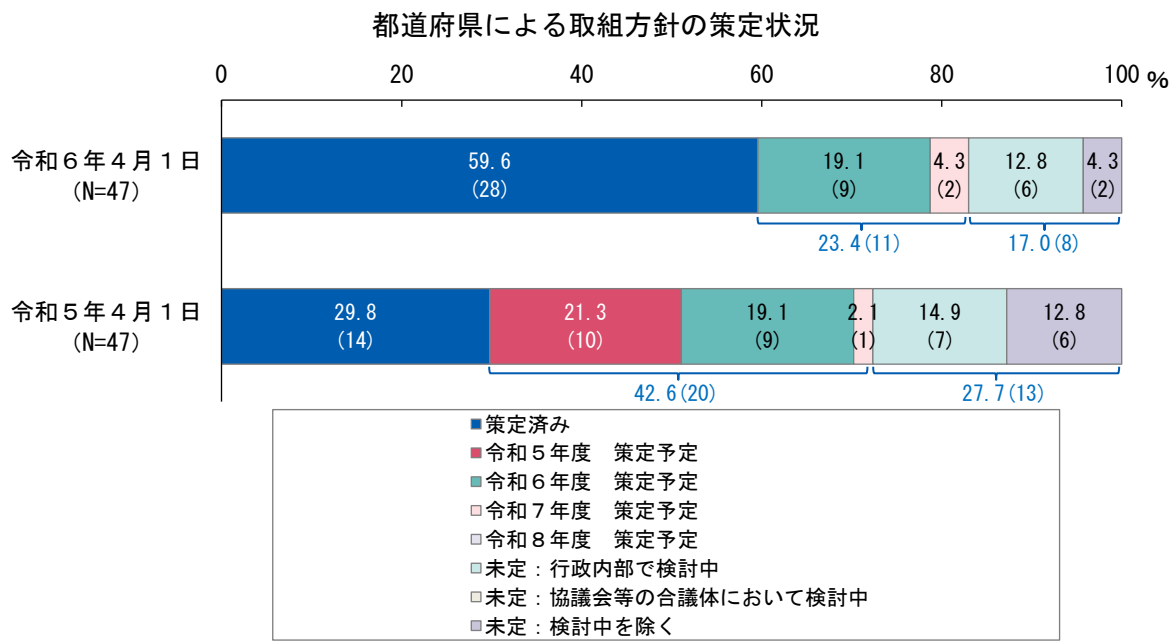 都道府県による取組方針の策定状況
0 20 40 60 80 100 %
令和６年４月１日
(N=47)
59.6 19.1 4.3 12.8 4.3
(28) (9) (2) (6) (2)
23.4(11) 17.0(8)
令和５年４月１日
(N=47)
29.8 21.3 19.1 2.1 14.9 12.8
(14) (10) (9) (1) (7) (6)
42.6(20) 27.7(13)
策定済み
令和５年度　策定予定
令和６年度　策定予定
令和７年度　策定予定
令和８年度　策定予定
未定：行政内部で検討中
未定：協議会等の合議体において検討中
未定：検討中を除く